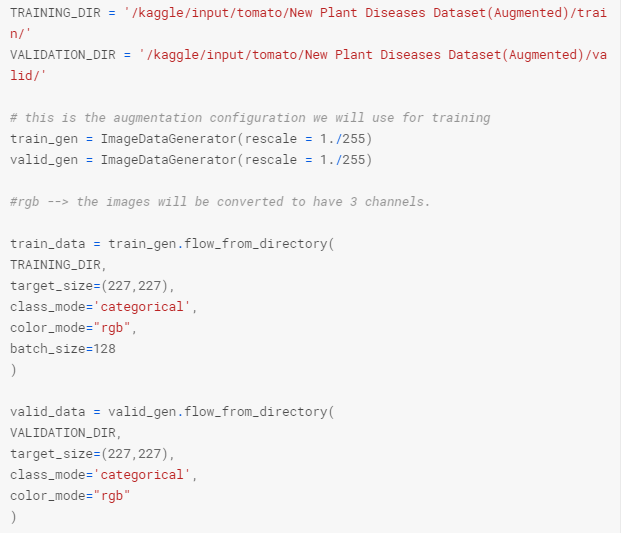 TRAINING_DIR = '/kaggle/input/tomato/New Plant Diseases Dataset(Augmented)/trai
n/'
VALIDATION_DIR = '/kaggle/input/tomato/New Plant Diseases Dataset(Augmented)/va
lid/'

# this is the augmentation configuration we will use for training
train_gen = ImageDataGenerator(rescale = 1./255)
valid_gen = ImageDataGenerator(rescale = 1./255)

#rgb --> the images will be converted to have 3 channels.

train_data = train_gen.flow_from_directory(
TRAINING_DIR,
target_size=(227,227),
class_mode='categorical',
color_mode="rgb",
batch_size=128
)

valid_data = valid_gen.flow_from_directory(
VALIDATION_DIR,
target_size=(227,227),
class_mode='categorical',
color_mode="rgb"
)